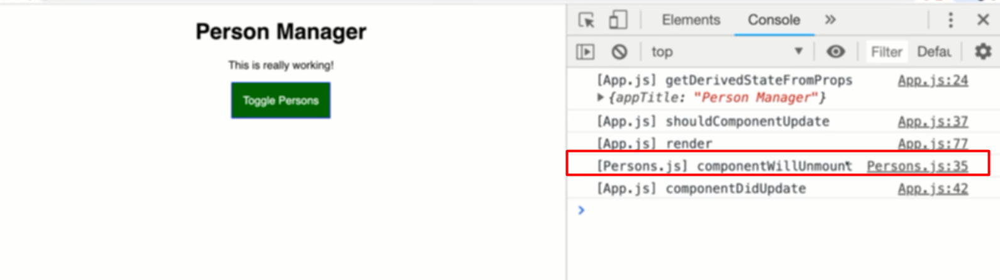 Person Manager
This is really working!
Toggle Persons
Elements Console »
top ▼ Filter Defau
[App.js] getDerivedStateFromProps App.js:24
▶ {appTitle: "Person Manager"}
[App.js] shouldComponentUpdate App.js:37
[App.js] render App.js:77
[Persons.js] componentWillUnmount Persons.js:35
[App.js] componentDidUpdate App.js:42
›